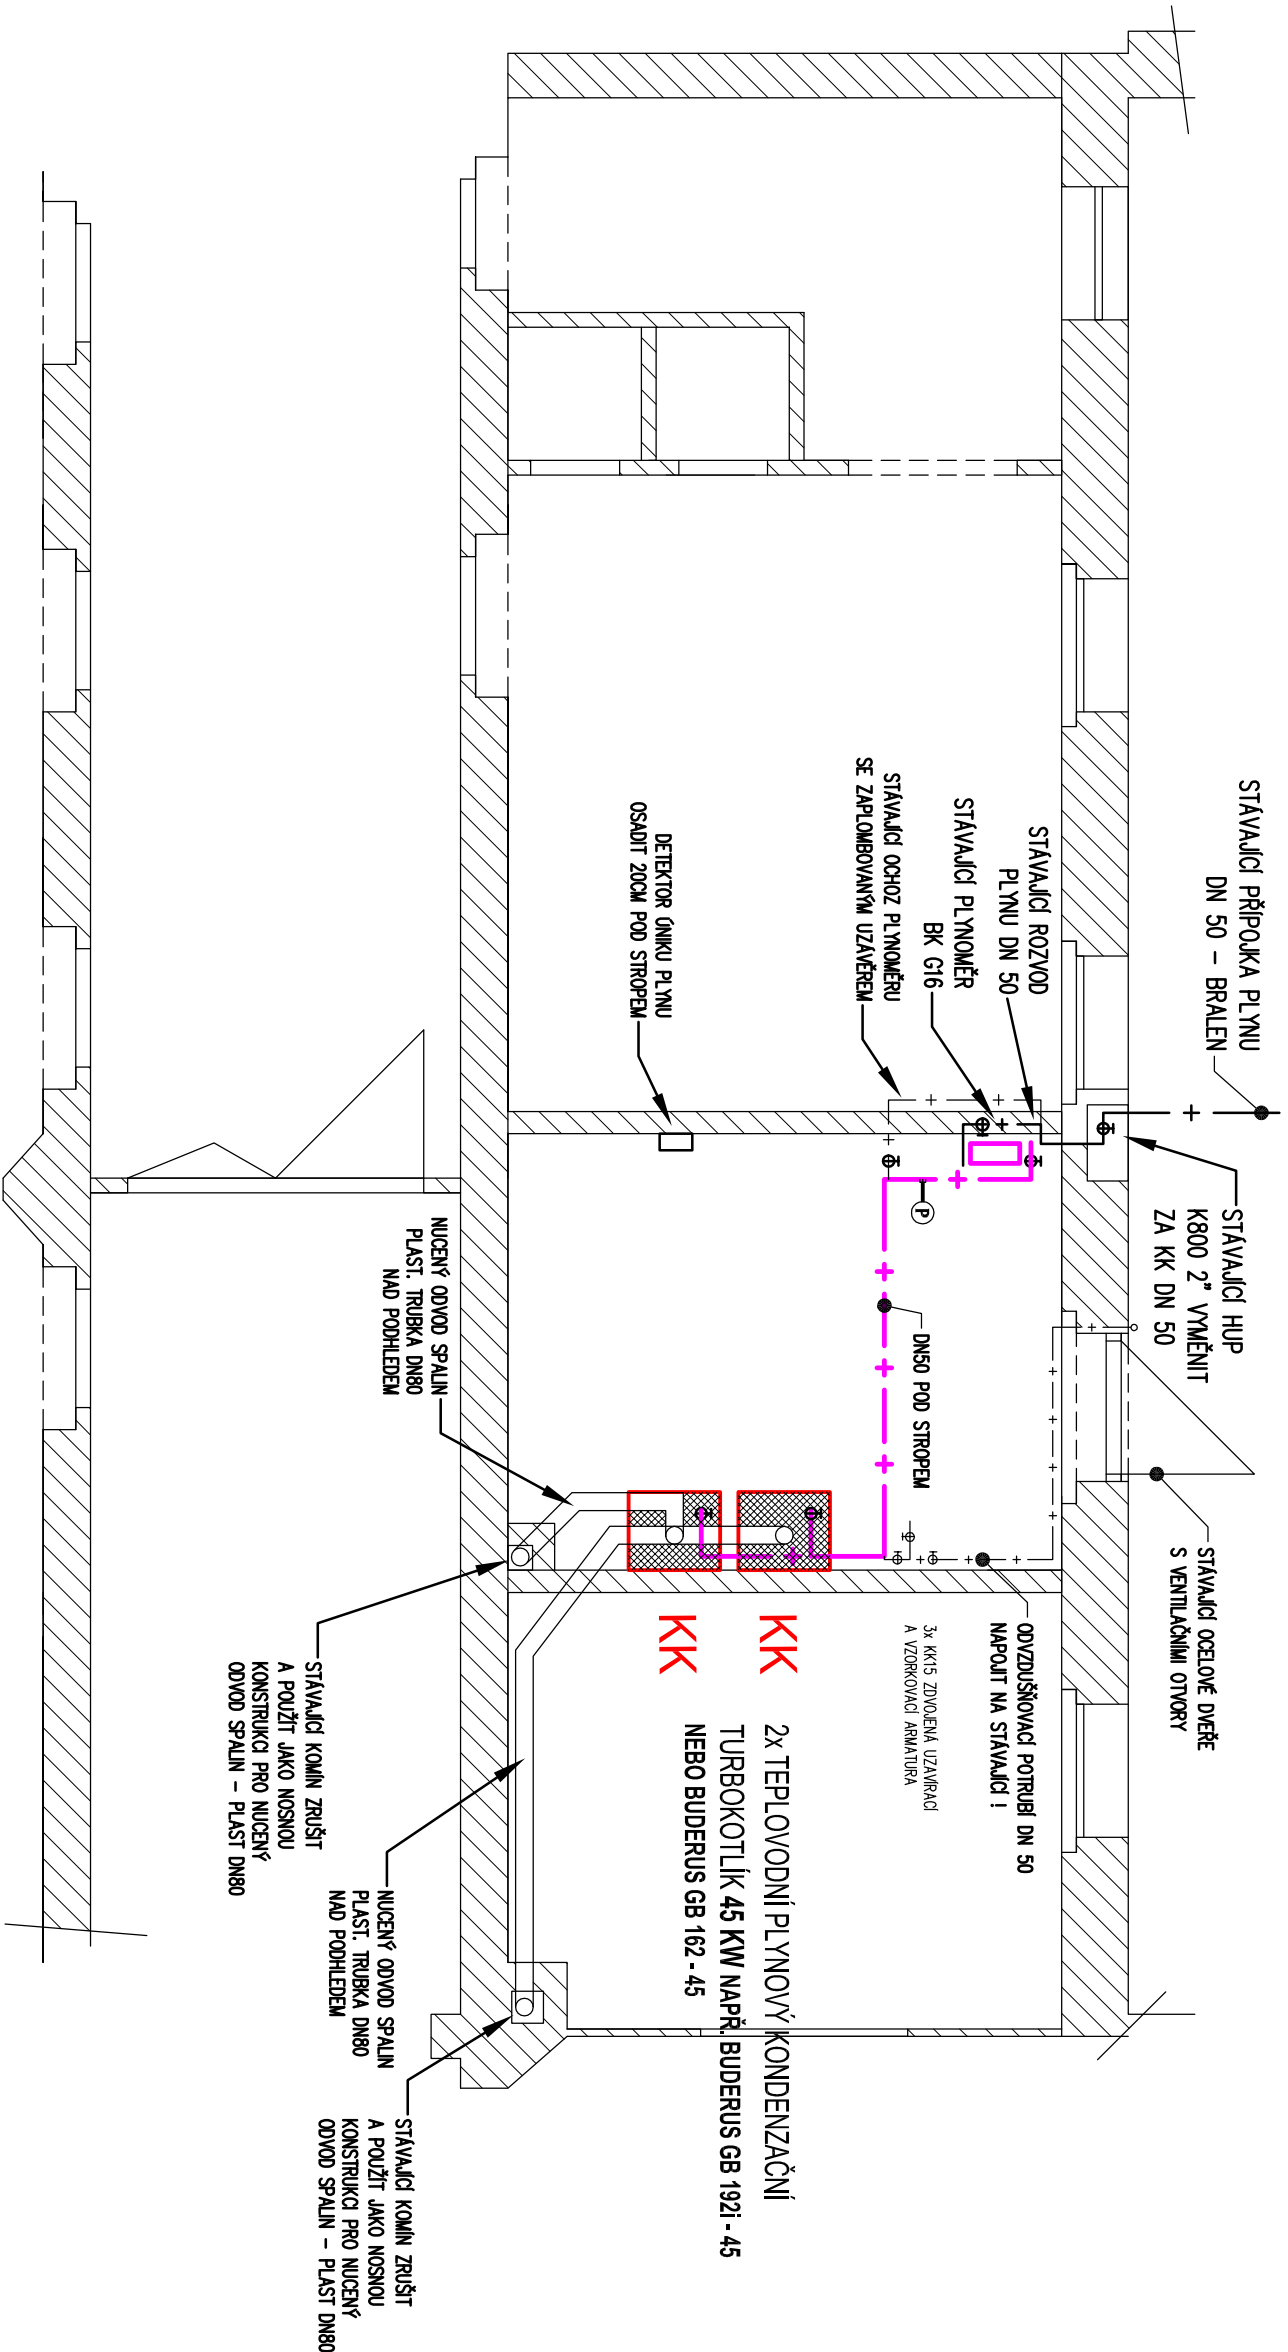 STÁVAJÍCÍ PŘÍPOJKA PLYNU
DN 50 – BRALEN
STÁVAJÍCÍ HUP
K800 2" VYMĚNIT
ZA KK DN 50
STÁVAJÍCÍ OCELOVÉ DVEŘE
S VENTILAČNÍMI OTVORY
STÁVAJÍCÍ ROZVOD
PLYNU DN 50
STÁVAJÍCÍ PLYNOMĚR
BK G16
STÁVAJÍCÍ OCHOZ PLYNOMĚRU
SE ZAPLOMBOVANÝM UZÁVĚREM
DETEKTOR ÚNIKU PLYNU
OSADIT 20CM POD STROPEM
P
DN50 POD STROPEM
ODVZDUŠŇOVACÍ POTRUBÍ DN 50
NAPOJIT NA STÁVAJÍCÍ !
3x KK15 ZDVOJENÁ UZAVÍRACÍ
A VZORKOVACÍ ARMATURA
KK
KK
2x TEPLOVODNÍ PLYNOVÝ KONDENZAČNÍ
TURBOKOTLÍK 45 KW NAPŘ. BUDERUS GB 192i - 45
NEBO BUDERUS GB 162 - 45
NUCENÝ ODVOD SPALIN
PLAST. TRUBKA DN80
NAD PODHLEDEM
STÁVAJÍCÍ KOMÍN ZRUŠIT
A POUŽÍT JAKO NOSNOU
KONSTRUKCI PRO NUCENÝ
ODVOD SPALIN – PLAST DN80
NUCENÝ ODVOD SPALIN
PLAST. TRUBKA DN80
NAD PODHLEDEM
STÁVAJÍCÍ KOMÍN ZRUŠIT
A POUŽÍT JAKO NOSNOU
KONSTRUKCI PRO NUCENÝ
ODVOD SPALIN – PLAST DN80